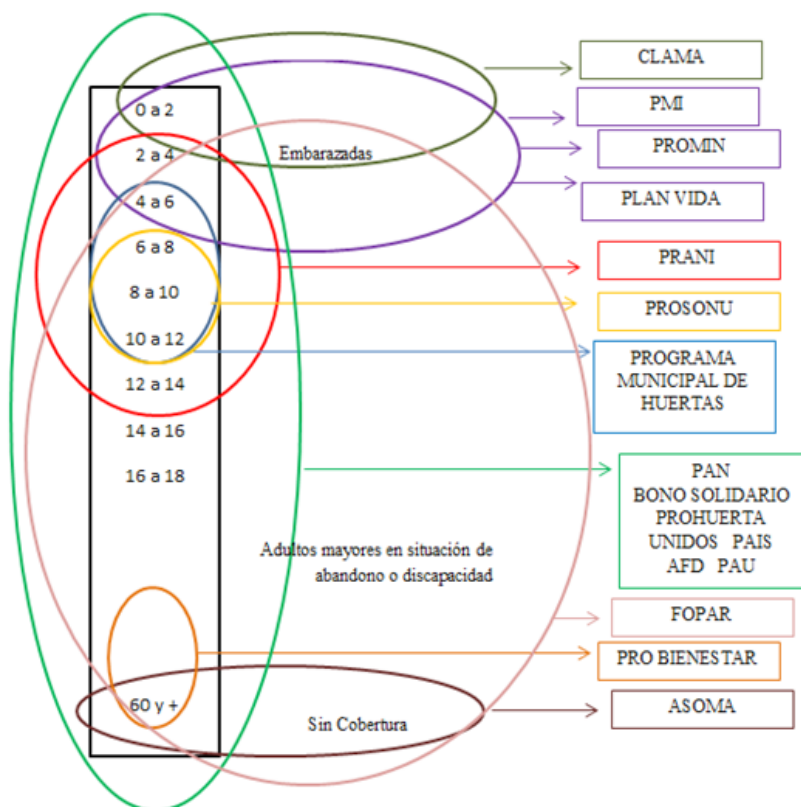 0 a 2
2 a 4
4 a 6
6 a 8
8 a 10
10 a 12
12 a 14
14 a 16
16 a 18
60 y +
Embarazadas
Adultos mayores en situación de
abandono o discapacidad
Sin Cobertura
CLAMA
PMI
PROMIN
PLAN VIDA
PRANI
PROSONU
PROGRAMA
MUNICIPAL DE
HUERTAS
PAN
BONO SOLIDARIO
PROHUERTA
UNIDOS PAIS
AFD PAU
FOPAR
PRO BIENESTAR
ASOMA